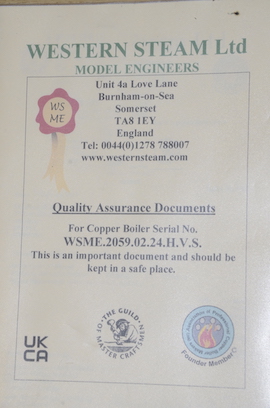 WESTERN STEAM Ltd
MODEL ENGINEERS
Unit 4a Love Lane
Burnham-on-Sea
Somerset
TA8 1EY
England
Tel: 0044(0)1278 788007
www.westernsteam.com
WS
ME
Quality Assurance Documents
For Copper Boiler Serial No.
WSME.2059.02.24.H.V.S.
This is an important document and should be
kept in a safe place.
UK
CA
·THE GUILD·
OF MASTER CRAFTSMEN
Founder Member